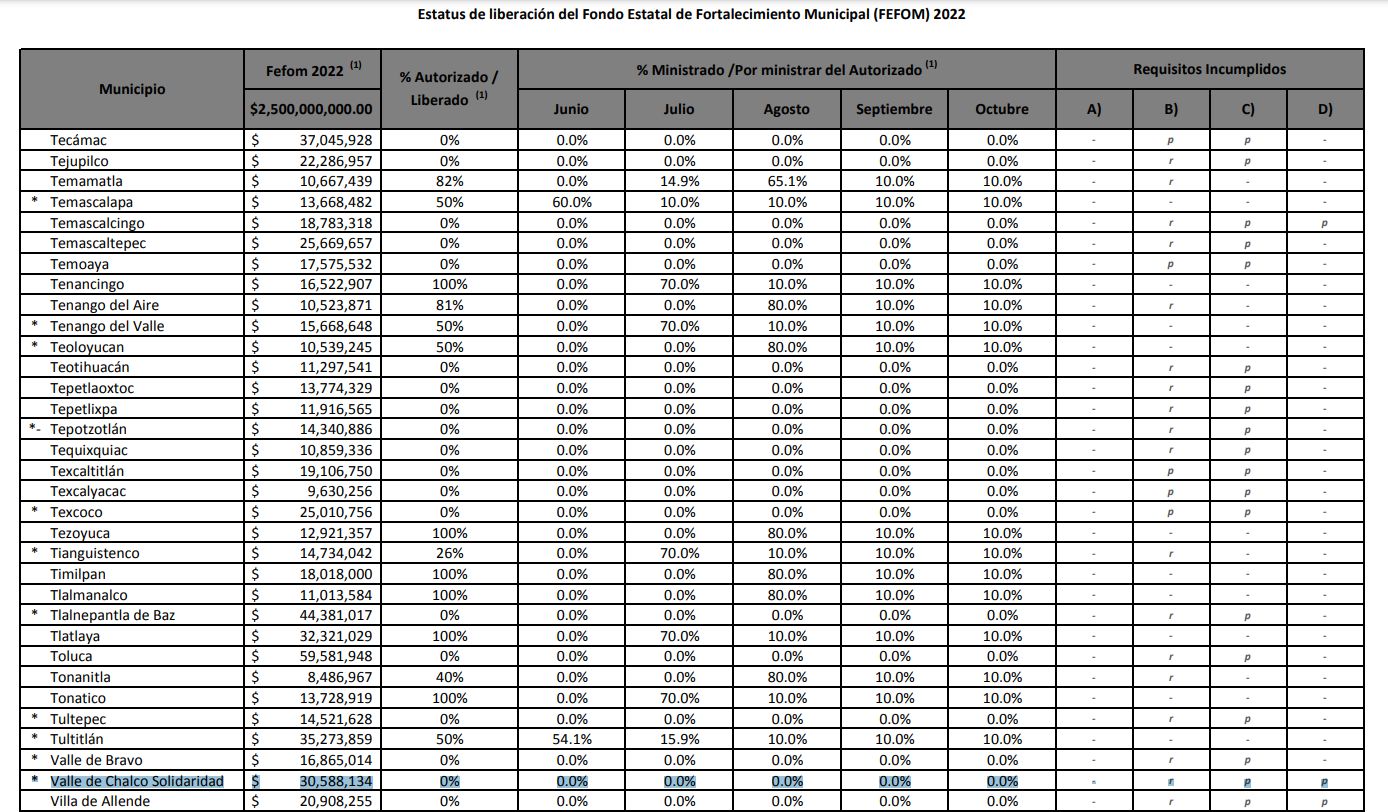 Estatus de liberación del Fondo Estatal de Fortalecimiento Municipal (FEFOM) 2022
Municipio Fefom 2022 (1) % Autorizado / Liberado (1) % Ministrado /Por ministrar del Autorizado (1) Requisitos Incumplidos
$2,500,000,000.00 Junio Julio Agosto Septiembre Octubre A) B) C) D)
Tecámac $ 37,045,928 0% 0.0% 0.0% 0.0% 0.0% 0.0% - p p -
Tejupilco $ 22,286,957 0% 0.0% 0.0% 0.0% 0.0% 0.0% - r p -
Temamatla $ 10,667,439 82% 0.0% 14.9% 65.1% 10.0% 10.0% - r - -
* Temascalapa $ 13,668,482 50% 60.0% 10.0% 10.0% 10.0% 10.0% - - - -
Temascalcingo $ 18,783,318 0% 0.0% 0.0% 0.0% 0.0% 0.0% - r p p
Temascaltepec $ 25,669,657 0% 0.0% 0.0% 0.0% 0.0% 0.0% - r p -
Temoaya $ 17,575,532 0% 0.0% 0.0% 0.0% 0.0% 0.0% - p p -
Tenancingo $ 16,522,907 100% 0.0% 70.0% 10.0% 10.0% 10.0% - - - -
Tenango del Aire $ 10,523,871 81% 0.0% 0.0% 80.0% 10.0% 10.0% - r - -
* Tenango del Valle $ 15,668,648 50% 0.0% 70.0% 10.0% 10.0% 10.0% - - - -
* Teoloyucan $ 10,539,245 50% 0.0% 0.0% 80.0% 10.0% 10.0% - - - -
Teotihuacán $ 11,297,541 0% 0.0% 0.0% 0.0% 0.0% 0.0% - r p -
Tepetlaoxtoc $ 13,774,329 0% 0.0% 0.0% 0.0% 0.0% 0.0% - r p -
Tepetlixpa $ 11,916,565 0% 0.0% 0.0% 0.0% 0.0% 0.0% - r p -
*- Tepotzotlán $ 14,340,886 0% 0.0% 0.0% 0.0% 0.0% 0.0% - r p -
Tequixquiac $ 10,859,336 0% 0.0% 0.0% 0.0% 0.0% 0.0% - r p -
Texcaltitlán $ 19,106,750 0% 0.0% 0.0% 0.0% 0.0% 0.0% - p p -
Texcalyacac $ 9,630,256 0% 0.0% 0.0% 0.0% 0.0% 0.0% - p p -
* Texcoco $ 25,010,756 0% 0.0% 0.0% 0.0% 0.0% 0.0% - p p -
Tezoyuca $ 12,921,357 100% 0.0% 0.0% 80.0% 10.0% 10.0% - - - -
* Tianguistenco $ 14,734,042 26% 0.0% 70.0% 10.0% 10.0% 10.0% - r - -
Timilpan $ 18,018,000 100% 0.0% 0.0% 80.0% 10.0% 10.0% - - - -
Tlalmanalco $ 11,013,584 100% 0.0% 0.0% 80.0% 10.0% 10.0% - - - -
* Tlalnepantla de Baz $ 44,381,017 0% 0.0% 0.0% 0.0% 0.0% 0.0% - r p -
Tlatlaya $ 32,321,029 100% 0.0% 70.0% 10.0% 10.0% 10.0% - - - -
Toluca $ 59,581,948 0% 0.0% 0.0% 0.0% 0.0% 0.0% - r p -
Tonanitla $ 8,486,967 40% 0.0% 0.0% 80.0% 10.0% 10.0% - r - -
Tonatico $ 13,728,919 100% 0.0% 70.0% 10.0% 10.0% 10.0% - - - -
* Tultepec $ 14,521,628 0% 0.0% 0.0% 0.0% 0.0% 0.0% - r p -
* Tultitlán $ 35,273,859 50% 54.1% 15.9% 10.0% 10.0% 10.0% - - - -
* Valle de Bravo $ 16,865,014 0% 0.0% 0.0% 0.0% 0.0% 0.0% - r p -
* Valle de Chalco Solidaridad $ 30,588,134 0% 0.0% 0.0% 0.0% 0.0% 0.0% - r p p
Villa de Allende $ 20,908,255 0% 0.0% 0.0% 0.0% 0.0% 0.0% - r p p